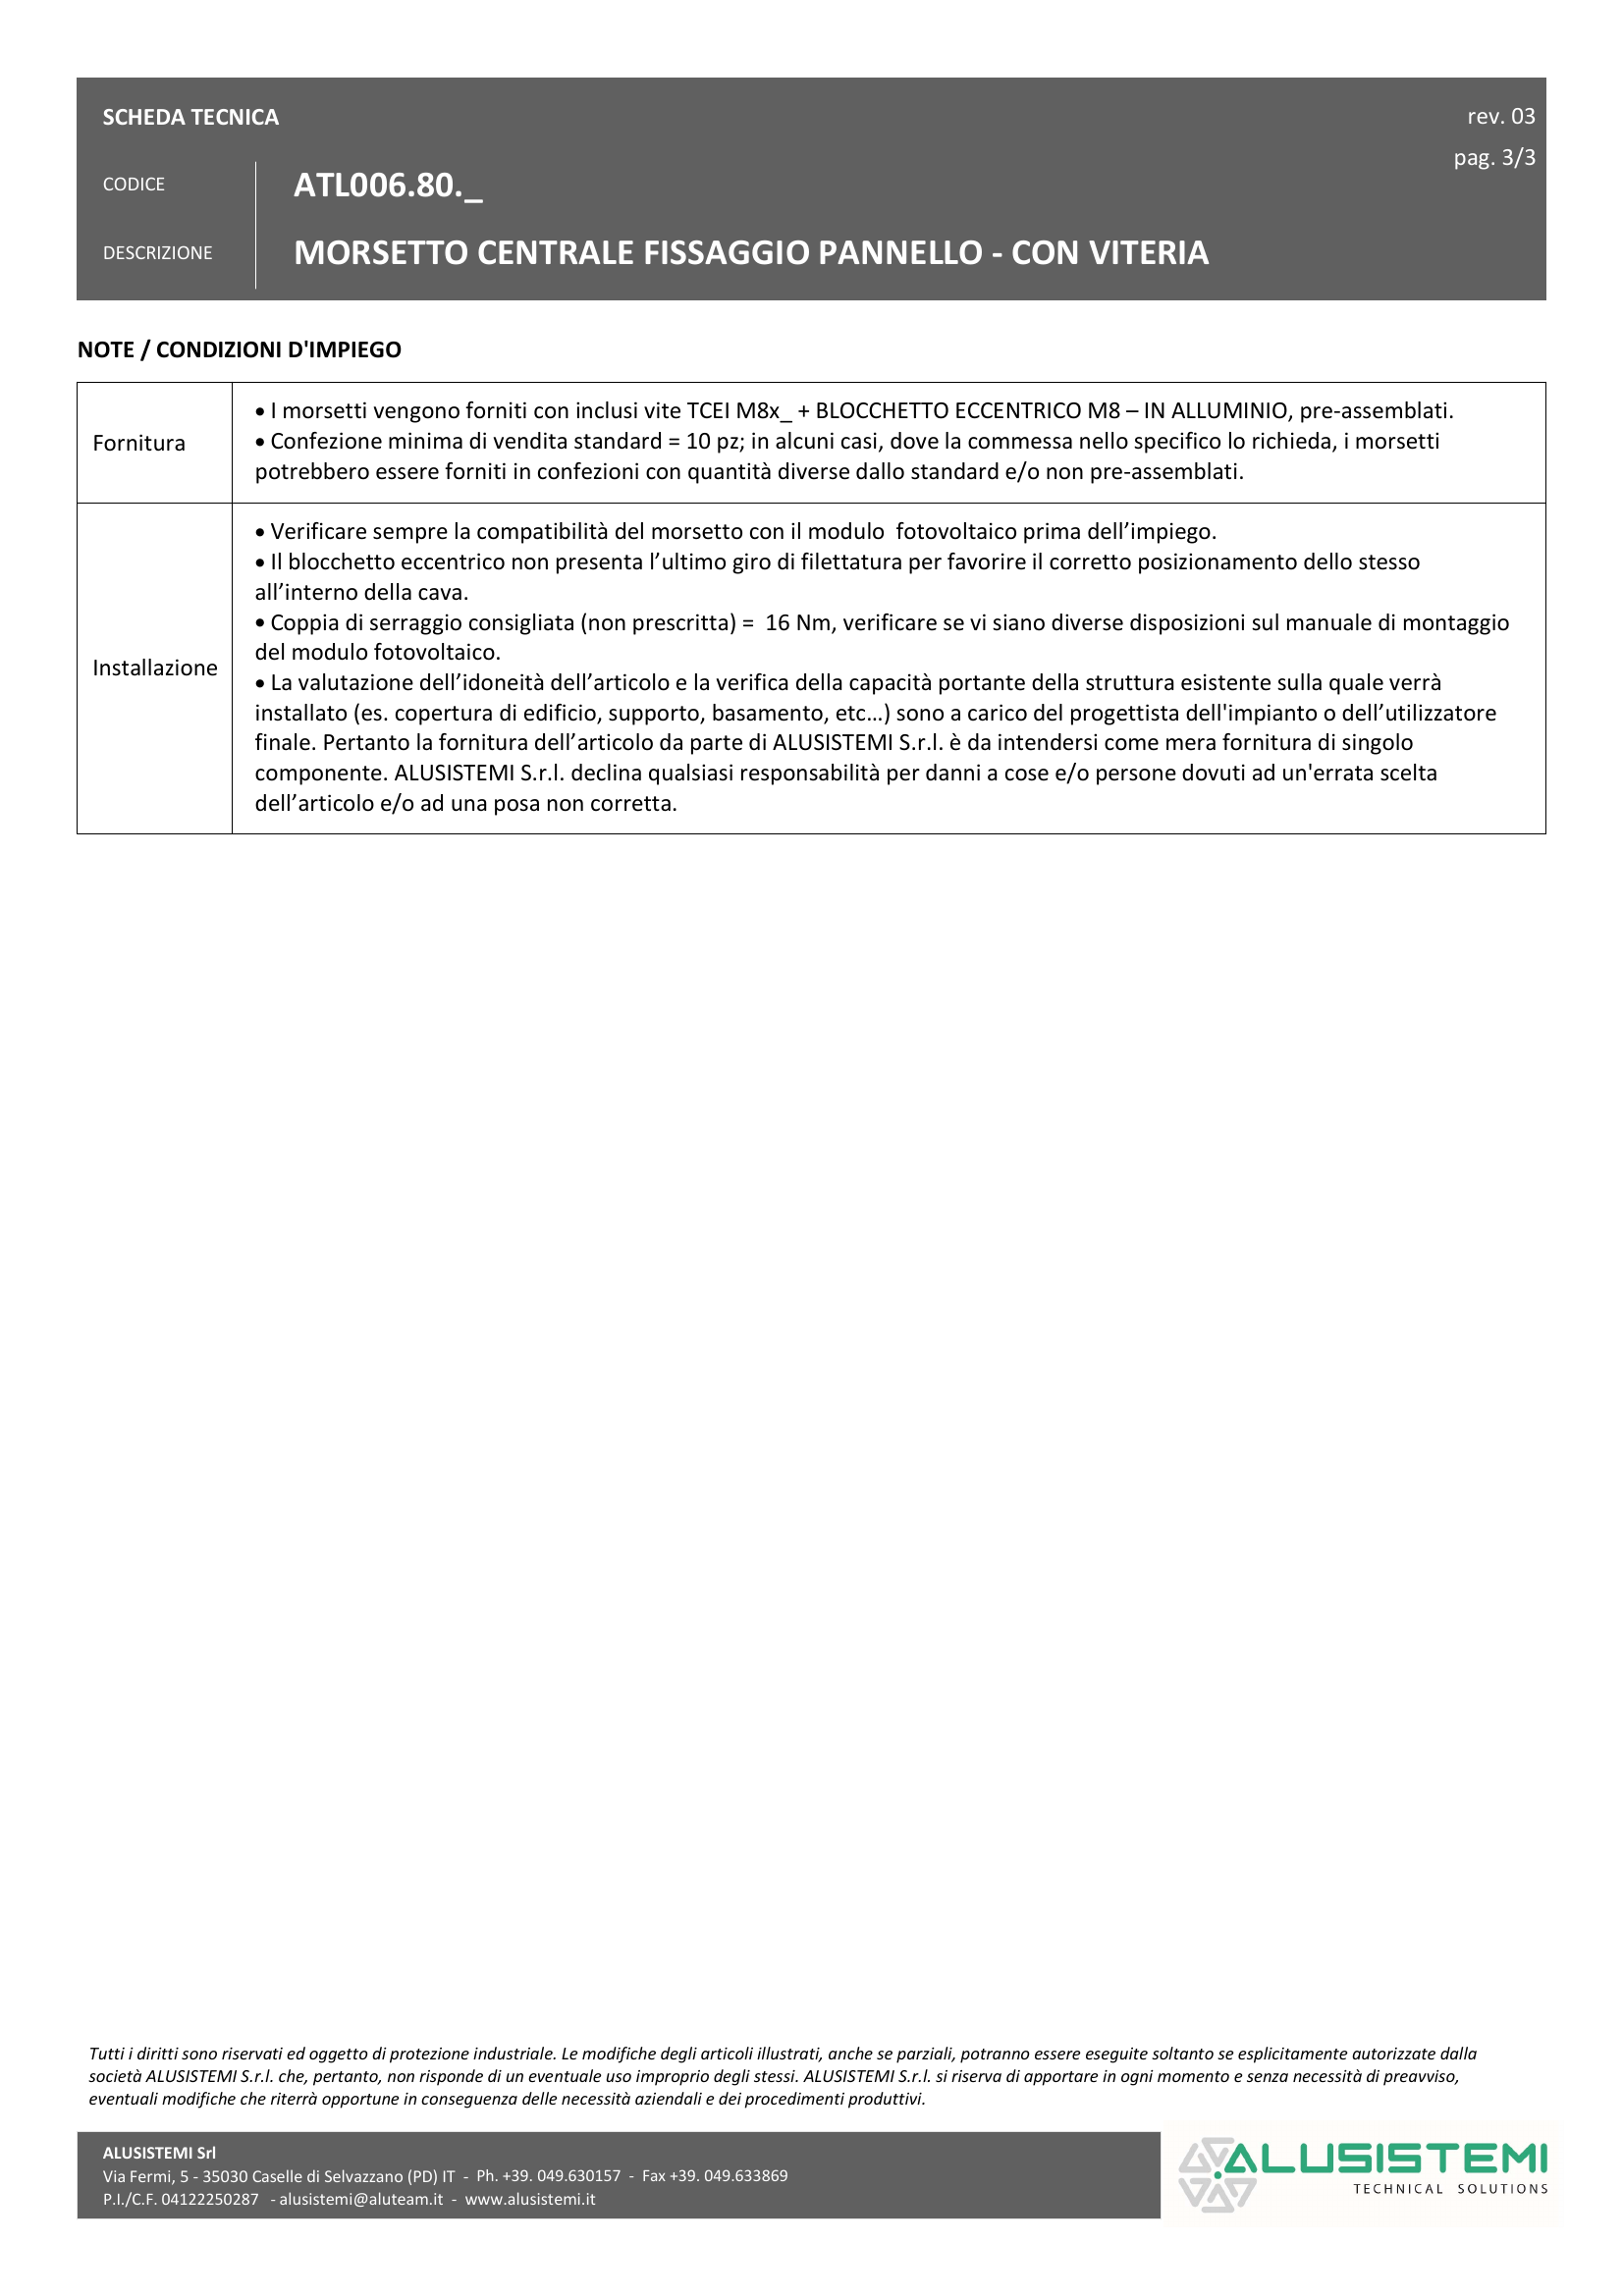 SCHEDA TECNICA
rev. 03
pag. 3/3
CODICE
ATL006.80._
DESCRIZIONE
MORSETTO CENTRALE FISSAGGIO PANNELLO - CON VITERIA
NOTE / CONDIZIONI D'IMPIEGO
Fornitura
• I morsetti vengono forniti con inclusi vite TCEI M8x_ + BLOCCHETTO ECCENTRICO M8 – IN ALLUMINIO, pre-assemblati.
• Confezione minima di vendita standard = 10 pz; in alcuni casi, dove la commessa nello specifico lo richieda, i morsetti
potrebbero essere forniti in confezioni con quantità diverse dallo standard e/o non pre-assemblati.
Installazione
• Verificare sempre la compatibilità del morsetto con il modulo  fotovoltaico prima dell’impiego.
• Il blocchetto eccentrico non presenta l’ultimo giro di filettatura per favorire il corretto posizionamento dello stesso
all’interno della cava.
• Coppia di serraggio consigliata (non prescritta) =  16 Nm, verificare se vi siano diverse disposizioni sul manuale di montaggio
del modulo fotovoltaico.
• La valutazione dell’idoneità dell’articolo e la verifica della capacità portante della struttura esistente sulla quale verrà
installato (es. copertura di edificio, supporto, basamento, etc…) sono a carico del progettista dell'impianto o dell’utilizzatore
finale. Pertanto la fornitura dell’articolo da parte di ALUSISTEMI S.r.l. è da intendersi come mera fornitura di singolo
componente. ALUSISTEMI S.r.l. declina qualsiasi responsabilità per danni a cose e/o persone dovuti ad un'errata scelta
dell’articolo e/o ad una posa non corretta.
Tutti i diritti sono riservati ed oggetto di protezione industriale. Le modifiche degli articoli illustrati, anche se parziali, potranno essere eseguite soltanto se esplicitamente autorizzate dalla
società ALUSISTEMI S.r.l. che, pertanto, non risponde di un eventuale uso improprio degli stessi. ALUSISTEMI S.r.l. si riserva di apportare in ogni momento e senza necessità di preavviso,
eventuali modifiche che riterrà opportune in conseguenza delle necessità aziendali e dei procedimenti produttivi.
ALUSISTEMI Srl
Via Fermi, 5 - 35030 Caselle di Selvazzano (PD) IT  -  Ph. +39. 049.630157  -  Fax +39. 049.633869
P.I./C.F. 04122250287   - alusistemi@aluteam.it  -  www.alusistemi.it
ALUSISTEMI
TECHNICAL SOLUTIONS